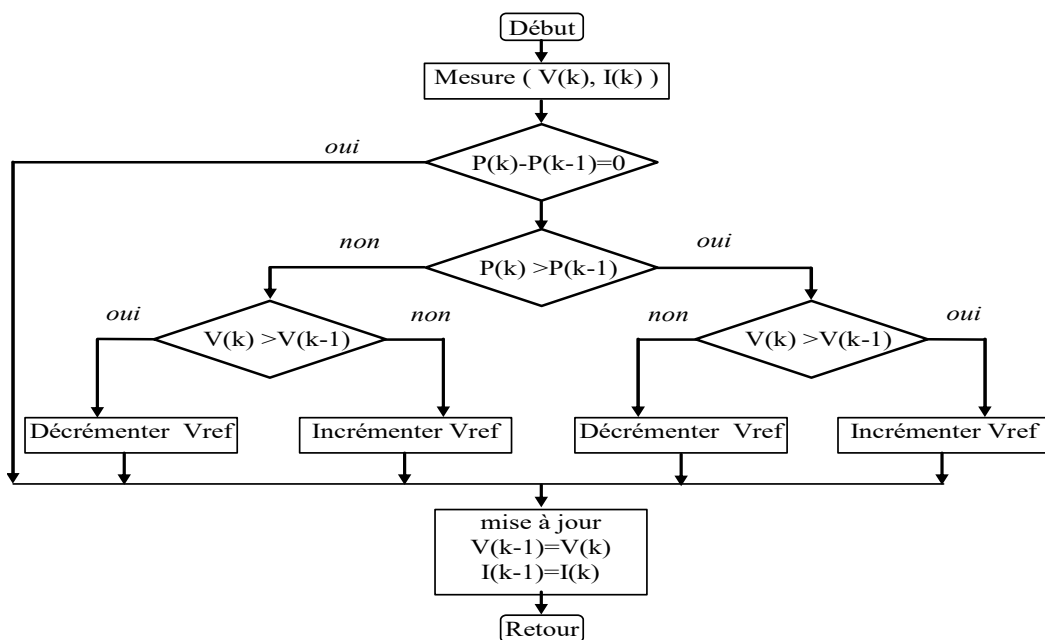 Début
Mesure ( V(k), I(k) )
oui
P(k)-P(k-1)=0
non
P(k) >P(k-1)
oui
oui
V(k) >V(k-1)
non
non
V(k) >V(k-1)
oui
Décrémenter Vref
Incrémenter Vref
Décrémenter Vref
Incrémenter Vref
mise à jour
V(k-1)=V(k)
I(k-1)=I(k)
Retour